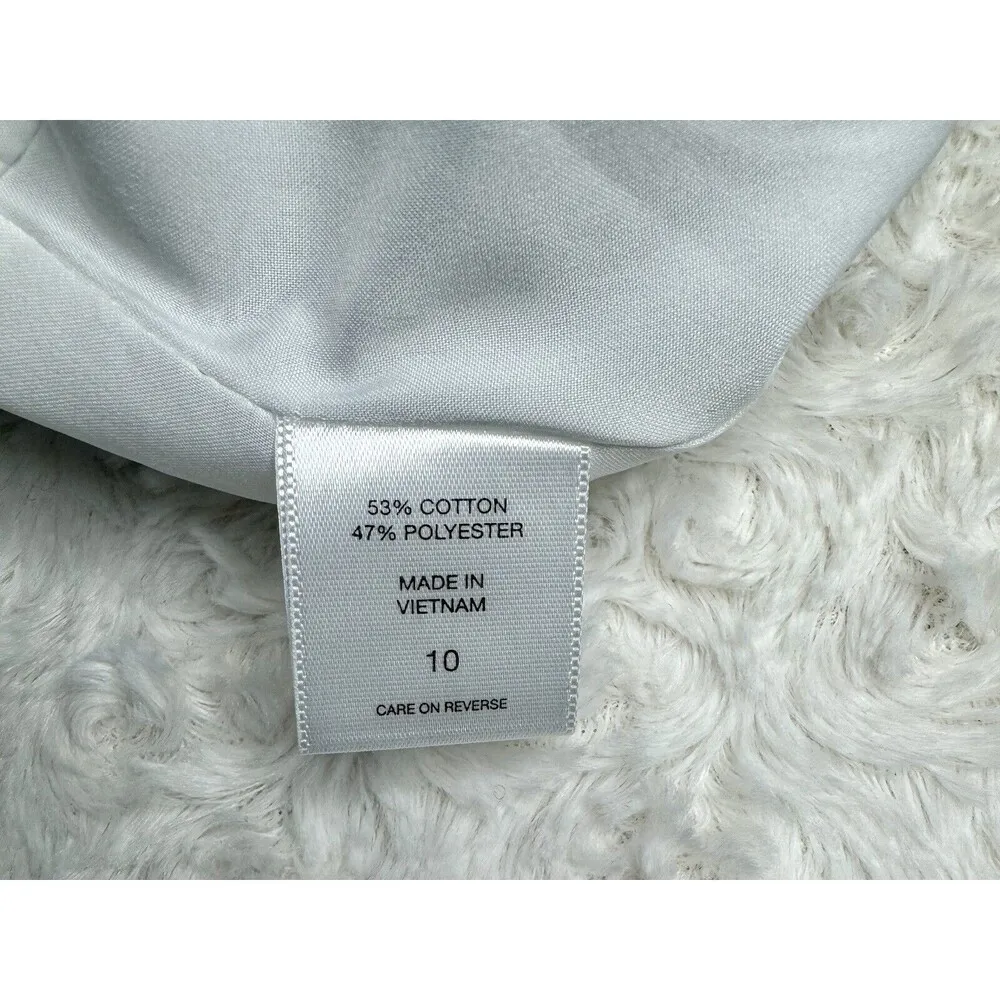 53% COTTON
47% POLYESTER
MADE IN
VIETNAM
10
CARE ON REVERSE